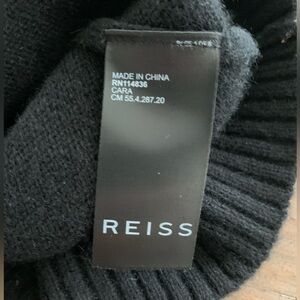 MADE IN CHINA
RN114836
CARA
CM 55.4.287.20
REISS